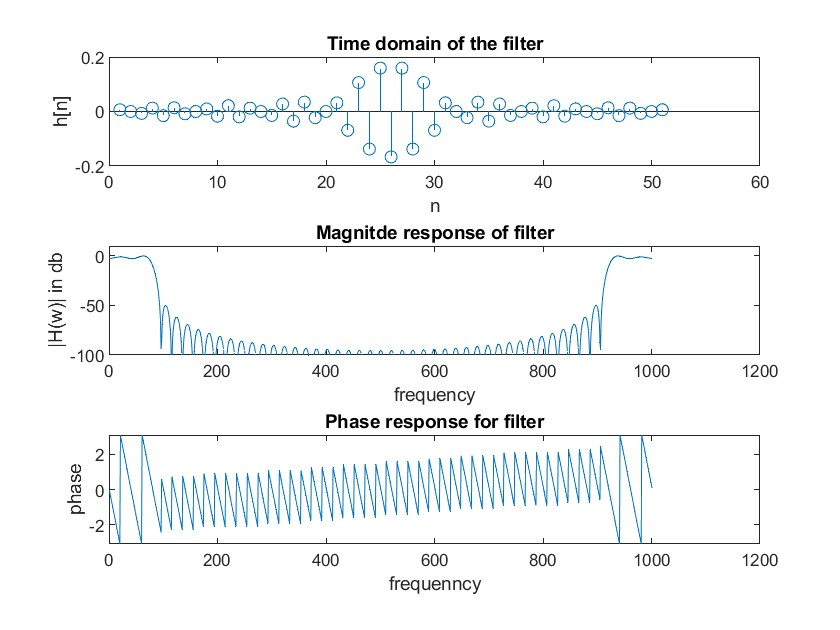 Time domain of the filter
h[n]
0.2
0
-0.2
0 10 20 30 40 50 60
n
Magnitde response of filter
|H(w)| in db
0
-50
-100
0 200 400 600 800 1000 1200
frequency
Phase response for filter
phase
2
0
-2
0 200 400 600 800 1000 1200
frequenncy